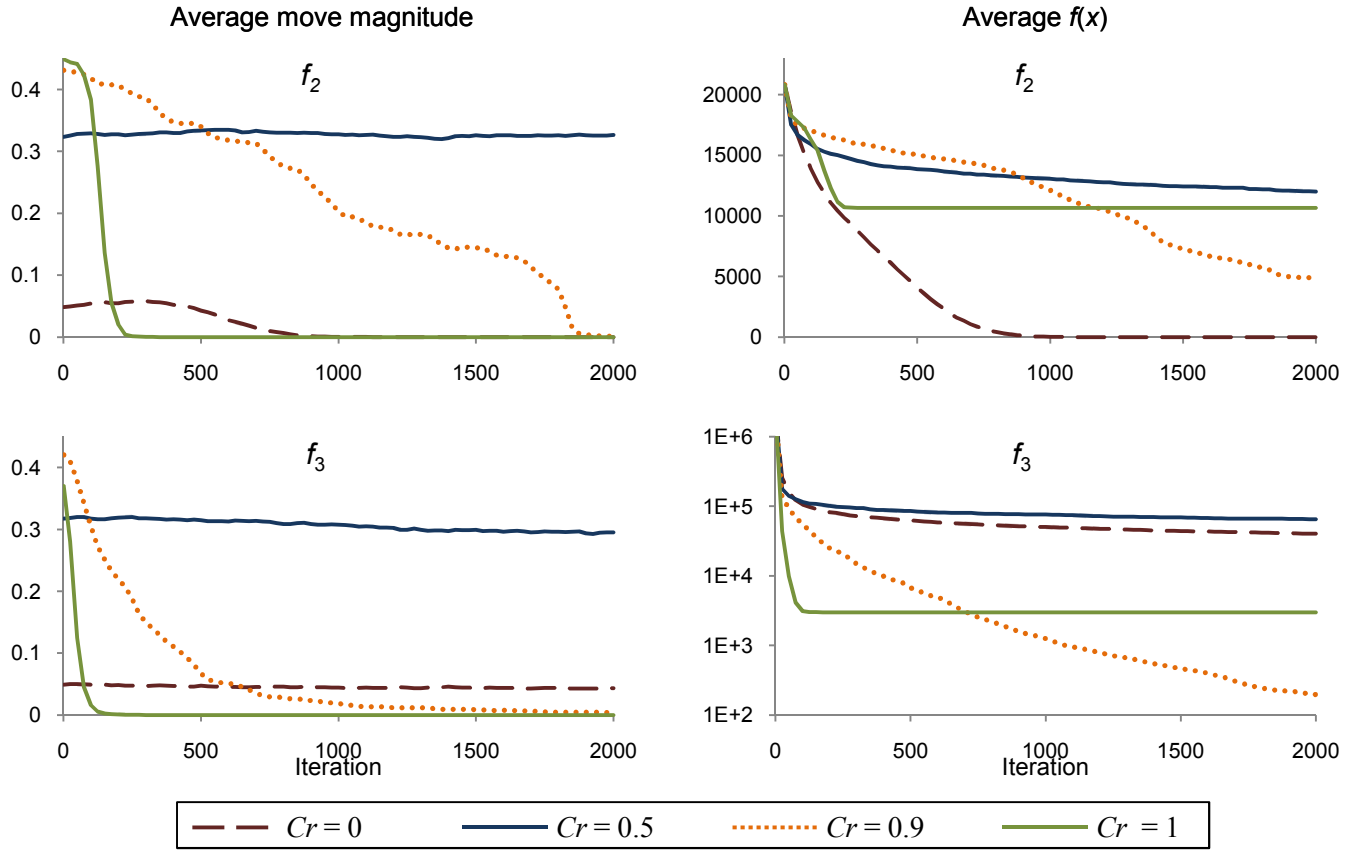 Average move magnitude
Average f(x)
f2
0.4
0.3
0.2
0.1
0
0 500 1000 1500 2000
f2
20000
15000
10000
5000
0
0 500 1000 1500 2000
f3
0.4
0.3
0.2
0.1
0
0 500 1000 1500 2000
Iteration
f3
1E+6
1E+5
1E+4
1E+3
1E+2
0 500 1000 1500 2000
Iteration
Cr = 0 Cr = 0.5 Cr = 0.9 Cr = 1